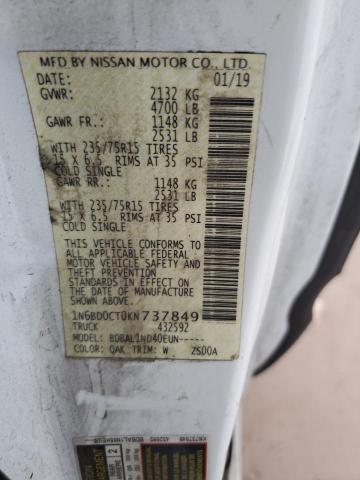 MFD BY NISSAN MOTOR CO., LTD.
DATE: 01/19
GVWR: 2132 KG
4700 LB
GAWR FR.: 1148 KG
2531 LB
WITH 235/75R15 TIRES
15 X 6.5 RIMS AT 35 PSI
COLD SINGLE
GAWR RR.: 1148 KG
2531 LB
WITH 235/75R15 TIRES
15 X 6.5 RIMS AT 35 PSI
COLD SINGLE
THIS VEHICLE CONFORMS TO
ALL APPLICABLE FEDERAL
MOTOR VEHICLE SAFETY
STANDARDS IN EFFECT ON
THE DATE OF MANUFACTURE
SHOWN ABOVE.
1N6BD0CT0KN737849
TRUCK 432592
MODEL: BDBAL1ND40EUN-----
COLOR: QAK TRIM: W ZSD0A
KN737849
REAR
2